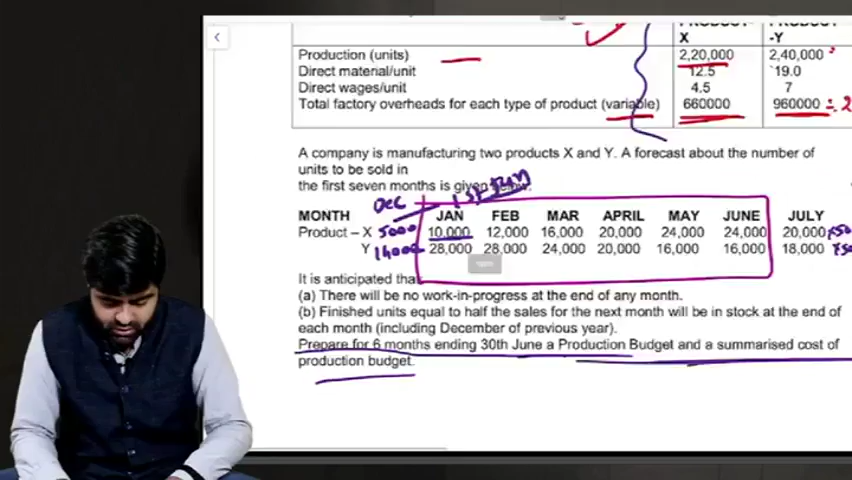 PRODUCT- PRODUCT
X -Y
Production (units) 2,20,000 2,40,000
Direct material/unit 12.5 19.0
Direct wages/unit 4.5 7
Total factory overheads for each type of product (variable) 660000 960000 ÷ 2
A company is manufacturing two products X and Y. A forecast about the number of
units to be sold in
the first seven months is given below:
Dec 1st Jan
MONTH JAN FEB MAR APRIL MAY JUNE JULY
Product – X 5000 10,000 12,000 16,000 20,000 24,000 24,000 20,000 x50
Y 14000 28,000 28,000 24,000 20,000 16,000 16,000 18,000 x50
It is anticipated that
(a) There will be no work-in-progress at the end of any month.
(b) Finished units equal to half the sales for the next month will be in stock at the end of
each month (including December of previous year).
Prepare for 6 months ending 30th June a Production Budget and a summarised cost of
production budget.